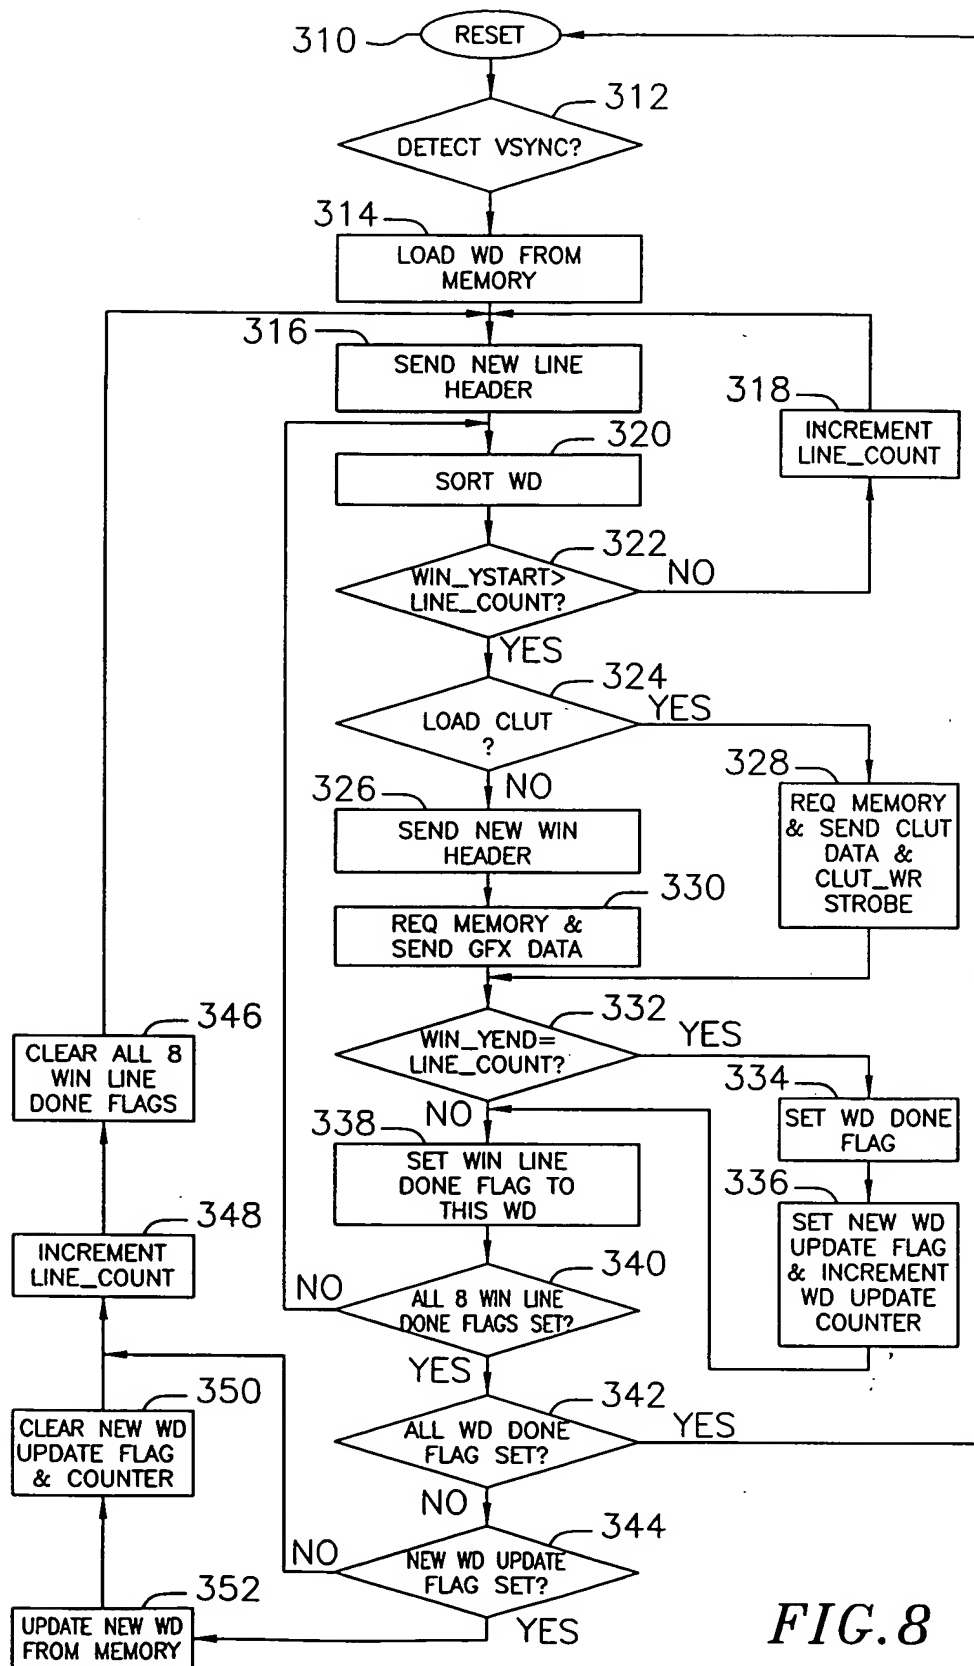 310
RESET
312
DETECT VSYNC?
314
LOAD WD FROM
MEMORY
316
SEND NEW LINE
HEADER
318
INCREMENT
LINE_COUNT
320
SORT WD
322
WIN_YSTART>
LINE_COUNT?
NO
YES
324
LOAD CLUT
?
YES
NO
326
SEND NEW WIN
HEADER
328
REQ MEMORY
& SEND CLUT
DATA &
CLUT_WR
STROBE
330
REQ MEMORY &
SEND GFX DATA
332
WIN_YEND=
LINE_COUNT?
YES
NO
334
SET WD DONE
FLAG
336
SET NEW WD
UPDATE FLAG
& INCREMENT
WD UPDATE
COUNTER
338
SET WIN LINE
DONE FLAG TO
THIS WD
340
ALL 8 WIN LINE
DONE FLAGS SET?
NO
YES
342
ALL WD DONE
FLAG SET?
YES
NO
344
NEW WD UPDATE
FLAG SET?
NO
YES
346
CLEAR ALL 8
WIN LINE
DONE FLAGS
348
INCREMENT
LINE_COUNT
350
CLEAR NEW WD
UPDATE FLAG
& COUNTER
352
UPDATE NEW WD
FROM MEMORY
FIG.8